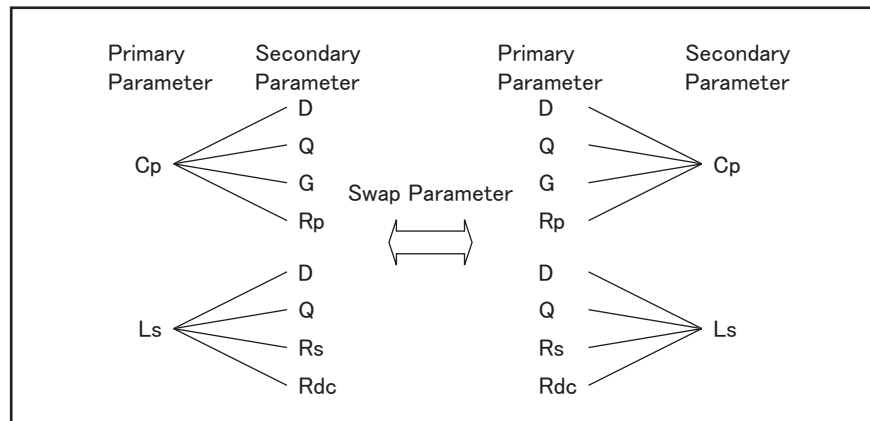 Primary Parameter
Secondary Parameter
Cp
D
Q
G
Rp
Ls
D
Q
Rs
Rdc
Swap Parameter
Primary Parameter
Secondary Parameter
D
Q
G
Rp
Cp
D
Q
Rs
Rdc
Ls